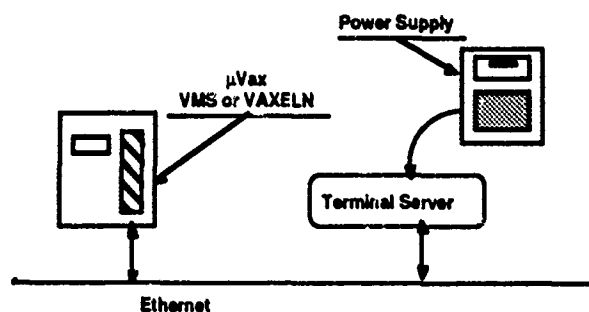 Power Supply
µVax
VMS or VAXELN
Terminal Server
Ethernet